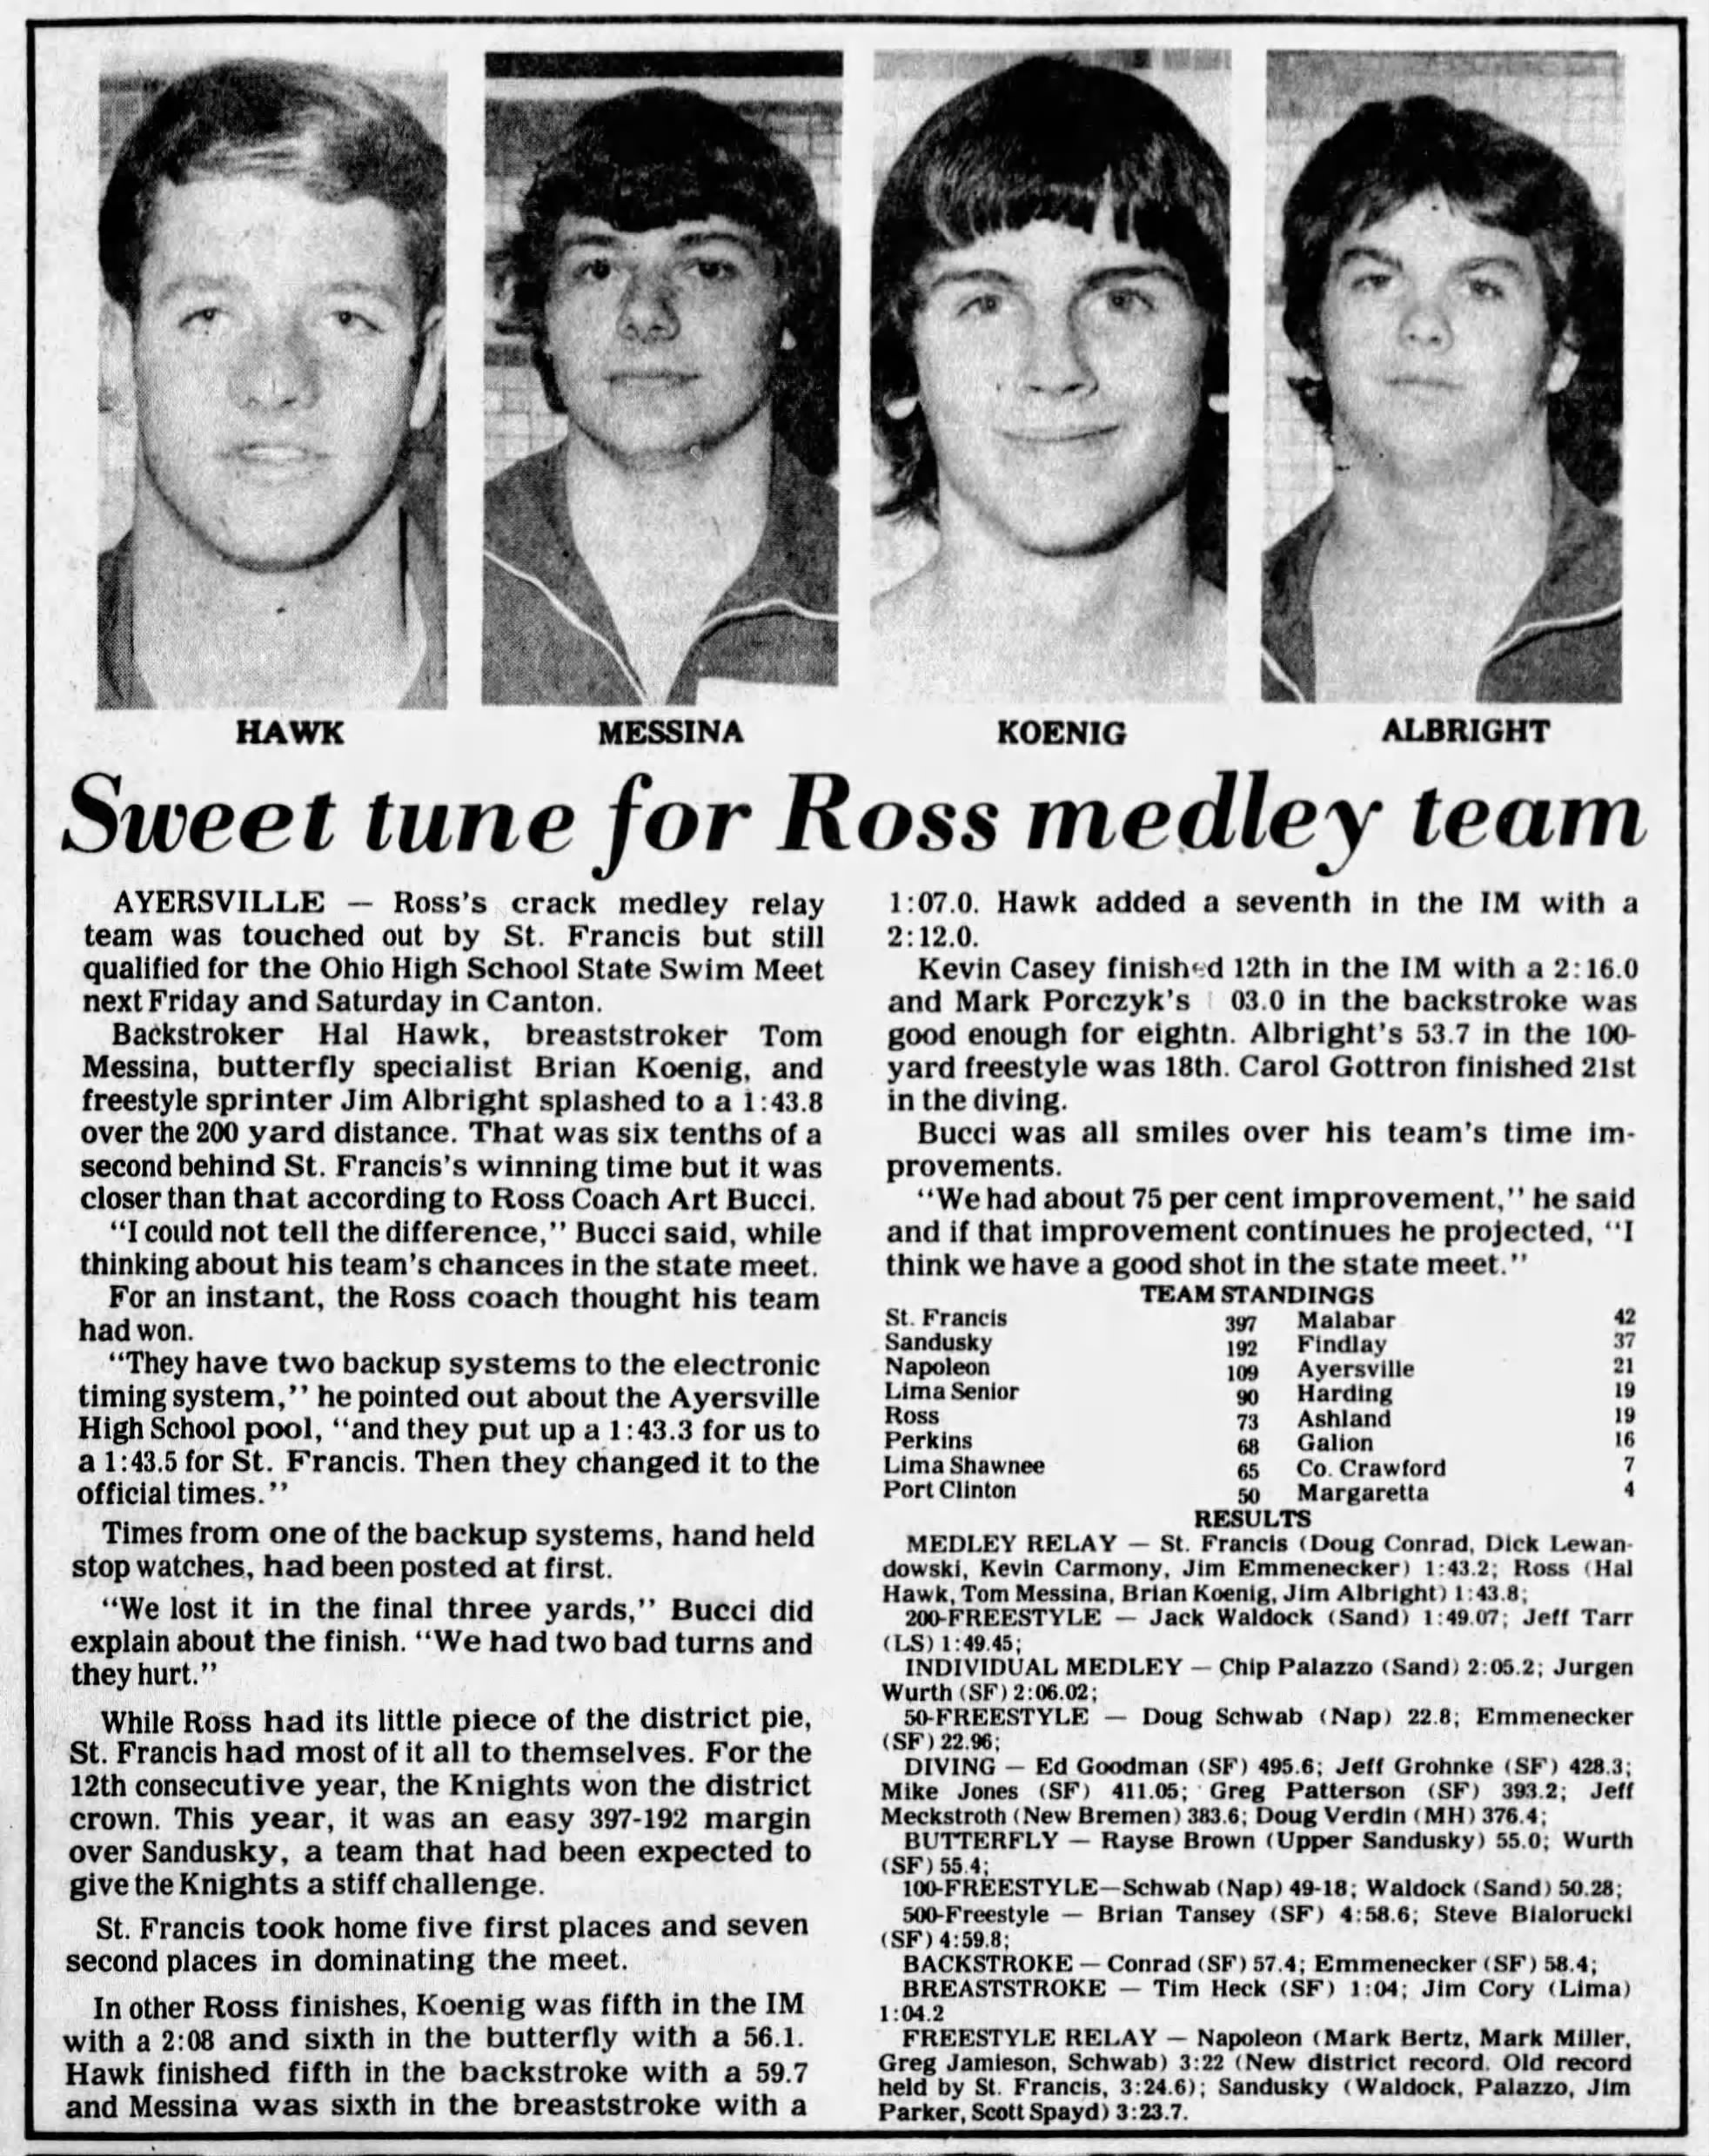 HAWK
MESSINA
KOENIG
ALBRIGHT
Sweet tune for Ross medley team
AYERSVILLE — Ross's crack medley relay
team was touched out by St. Francis but still
qualified for the Ohio High School State Swim Meet
next Friday and Saturday in Canton.
Backstroker Hal Hawk, breaststroker Tom
Messina, butterfly specialist Brian Koenig, and
freestyle sprinter Jim Albright splashed to a 1:43.8
over the 200 yard distance. That was six tenths of a
second behind St. Francis's winning time but it was
closer than that according to Ross Coach Art Bucci.
"I could not tell the difference," Bucci said, while
thinking about his team's chances in the state meet.
For an instant, the Ross coach thought his team
had won.
"They have two backup systems to the electronic
timing system," he pointed out about the Ayersville
High School pool, "and they put up a 1:43.3 for us to
a 1:43.5 for St. Francis. Then they changed it to the
official times."
Times from one of the backup systems, hand held
stop watches, had been posted at first.
"We lost it in the final three yards," Bucci did
explain about the finish. "We had two bad turns and
they hurt."
While Ross had its little piece of the district pie,
St. Francis had most of it all to themselves. For the
12th consecutive year, the Knights won the district
crown. This year, it was an easy 397-192 margin
over Sandusky, a team that had been expected to
give the Knights a stiff challenge.
St. Francis took home five first places and seven
second places in dominating the meet.
In other Ross finishes, Koenig was fifth in the IM
with a 2:08 and sixth in the butterfly with a 56.1.
Hawk finished fifth in the backstroke with a 59.7
and Messina was sixth in the breaststroke with a
1:07.0. Hawk added a seventh in the IM with a
2:12.0.
Kevin Casey finished 12th in the IM with a 2:16.0
and Mark Porczyk's 03.0 in the backstroke was
good enough for eightn. Albright's 53.7 in the 100-
yard freestyle was 18th. Carol Gottron finished 21st
in the diving.
Bucci was all smiles over his team's time im-
provements.
"We had about 75 per cent improvement," he said
and if that improvement continues he projected, "I
think we have a good shot in the state meet."
TEAM STANDINGS
St. Francis 397 Malabar 42
Sandusky 192 Findlay 37
Napoleon 109 Ayersville 21
Lima Senior 90 Harding 19
Ross 73 Ashland 19
Perkins 68 Galion 16
Lima Shawnee 65 Co. Crawford 7
Port Clinton 50 Margaretta 4
RESULTS
MEDLEY RELAY — St. Francis (Doug Conrad, Dick Lewan-
dowski, Kevin Carmony, Jim Emmenecker) 1:43.2; Ross (Hal
Hawk, Tom Messina, Brian Koenig, Jim Albright) 1:43.8;
200-FREESTYLE — Jack Waldock (Sand) 1:49.07; Jeff Tarr
(LS) 1:49.45;
INDIVIDUAL MEDLEY — Chip Palazzo (Sand) 2:05.2; Jurgen
Wurth (SF) 2:06.02;
50-FREESTYLE — Doug Schwab (Nap) 22.8; Emmenecker
(SF) 22.96;
DIVING — Ed Goodman (SF) 495.6; Jeff Grohnke (SF) 428.3;
Mike Jones (SF) 411.05; Greg Patterson (SF) 393.2; Jeff
Meckstroth (New Bremen) 383.6; Doug Verdin (MH) 376.4;
BUTTERFLY — Rayse Brown (Upper Sandusky) 55.0; Wurth
(SF) 55.4;
100-FREESTYLE—Schwab (Nap) 49-18; Waldock (Sand) 50.28;
500-Freestyle — Brian Tansey (SF) 4:58.6; Steve Bialorucki
(SF) 4:59.8;
BACKSTROKE — Conrad (SF) 57.4; Emmenecker (SF) 58.4;
BREASTSTROKE — Tim Heck (SF) 1:04; Jim Cory (Lima)
1:04.2
FREESTYLE RELAY — Napoleon (Mark Bertz, Mark Miller,
Greg Jamieson, Schwab) 3:22 (New district record. Old record
held by St. Francis, 3:24.6); Sandusky (Waldock, Palazzo, Jim
Parker, Scott Spayd) 3:23.7.